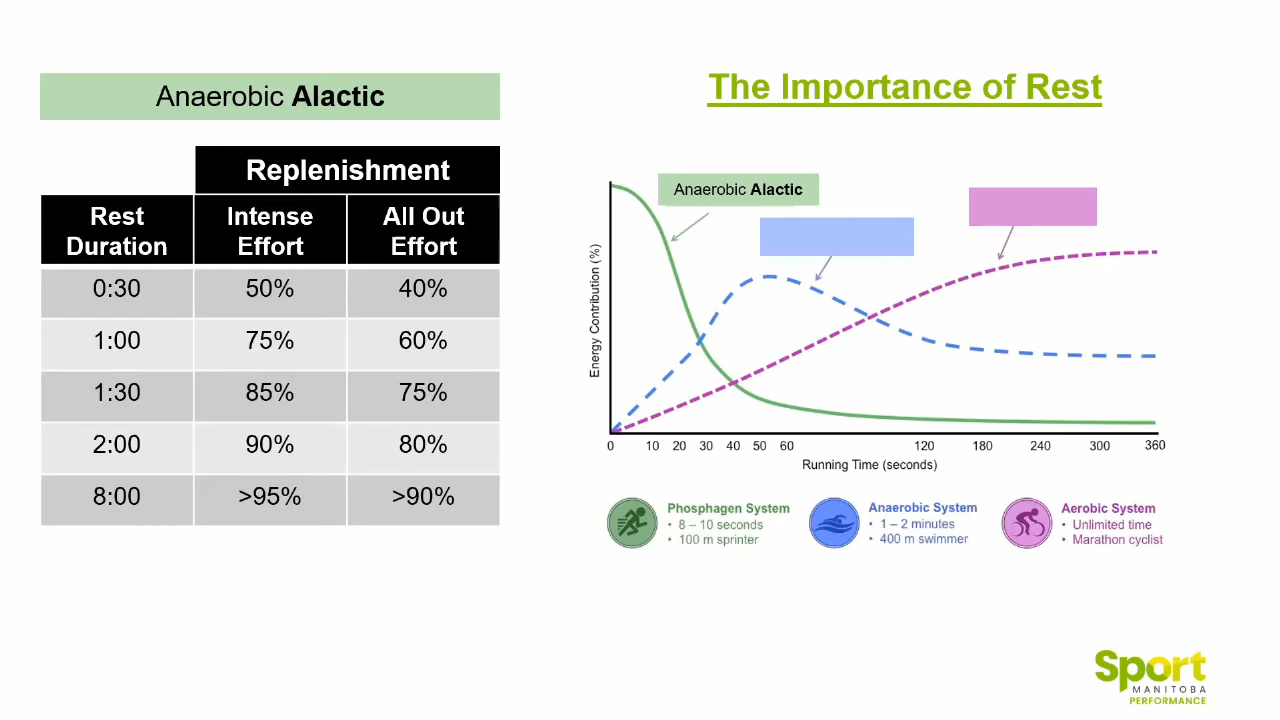 Anaerobic Alactic
Replenishment
Rest Duration Intense Effort All Out Effort
0:30 50% 40%
1:00 75% 60%
1:30 85% 75%
2:00 90% 80%
8:00 >95% >90%
The Importance of Rest
Anaerobic Alactic
Energy Contribution (%)
0 10 20 30 40 50 60 120 180 240 300 360
Running Time (seconds)
Phosphagen System
• 8 – 10 seconds
• 100 m sprinter
Anaerobic System
• 1 – 2 minutes
• 400 m swimmer
Aerobic System
• Unlimited time
• Marathon cyclist
Sport
MANITOBA
PERFORMANCE